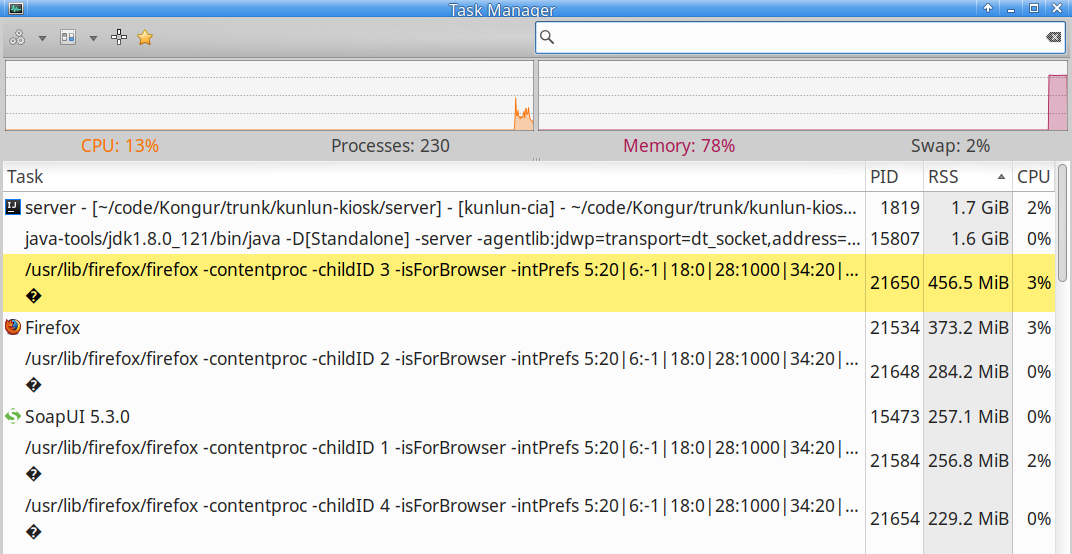 Task Manager
CPU: 13% Processes: 230 Memory: 78% Swap: 2%
Task PID RSS CPU
server - [~/code/Kongur/trunk/kunlun-kiosk/server] - [kunlun-cia] - ~/code/Kongur/trunk/kunlun-kios... 1819 1.7 GiB 2%
java-tools/jdk1.8.0_121/bin/java -D[Standalone] -server -agentlib:jdwp=transport=dt_socket,address=... 15807 1.6 GiB 0%
/usr/lib/firefox/firefox -contentproc -childID 3 -isForBrowser -intPrefs 5:20|6:-1|18:0|28:1000|34:20|... 21650 456.5 MiB 3%
�
Firefox 21534 373.2 MiB 3%
/usr/lib/firefox/firefox -contentproc -childID 2 -isForBrowser -intPrefs 5:20|6:-1|18:0|28:1000|34:20|... 21648 284.2 MiB 0%
�
SoapUI 5.3.0 15473 257.1 MiB 0%
/usr/lib/firefox/firefox -contentproc -childID 1 -isForBrowser -intPrefs 5:20|6:-1|18:0|28:1000|34:20|... 21584 256.8 MiB 2%
�
/usr/lib/firefox/firefox -contentproc -childID 4 -isForBrowser -intPrefs 5:20|6:-1|18:0|28:1000|34:20|... 21654 229.2 MiB 0%
�